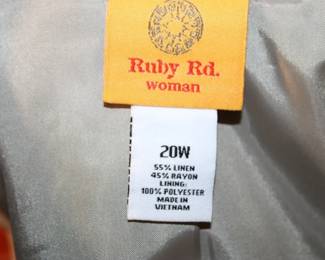 Ruby Rd.
woman
20W
55% LINEN
45% RAYON
LINING:
100% POLYESTER
MADE IN
VIETNAM